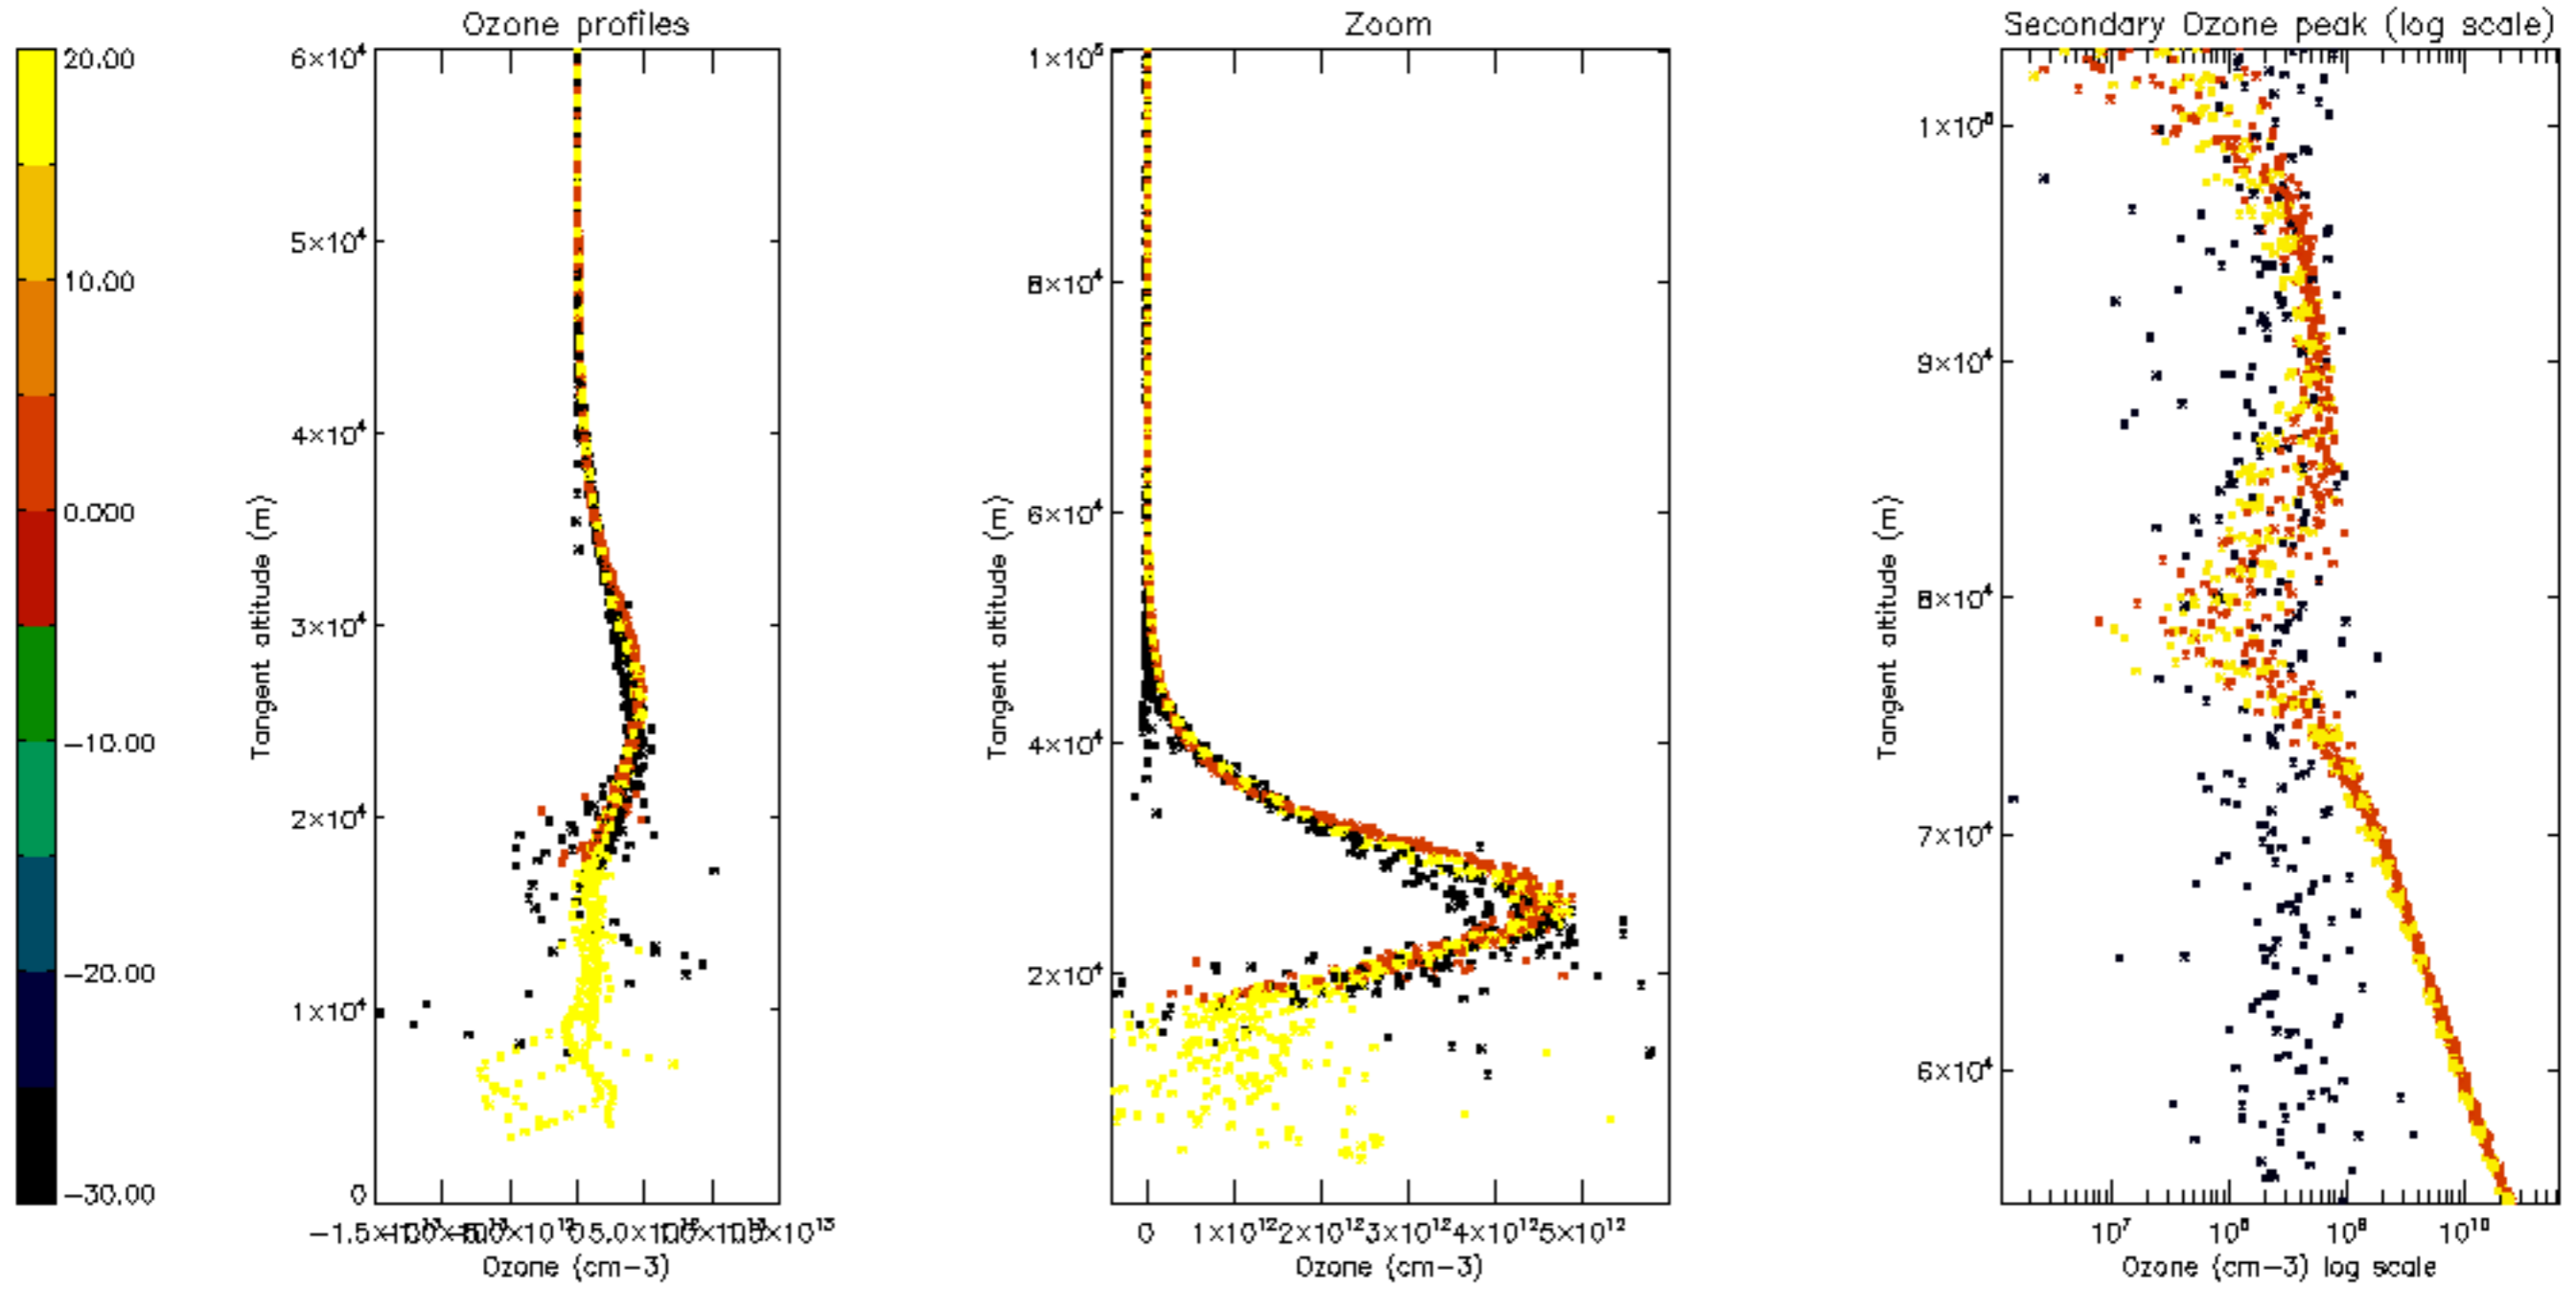 Ozone profiles
Zoom
Secondary Ozone peak (log scale)
20.00
10.00
0.000
-10.00
-20.00
-30.00
6×10⁴
5×10⁴
4×10⁴
3×10⁴
2×10⁴
1×10⁴
0
Tangent altitude (m)
Ozone (cm-3)
1×10⁵
8×10⁴
6×10⁴
4×10⁴
2×10⁴
Tangent altitude (m)
0 1×10¹² 2×10¹² 3×10¹² 4×10¹² 5×10¹²
Ozone (cm-3)
1×10⁵
9×10⁴
8×10⁴
7×10⁴
6×10⁴
Tangent altitude (m)
10⁷ 10⁸ 10⁹ 10¹⁰
Ozone (cm-3) log scale